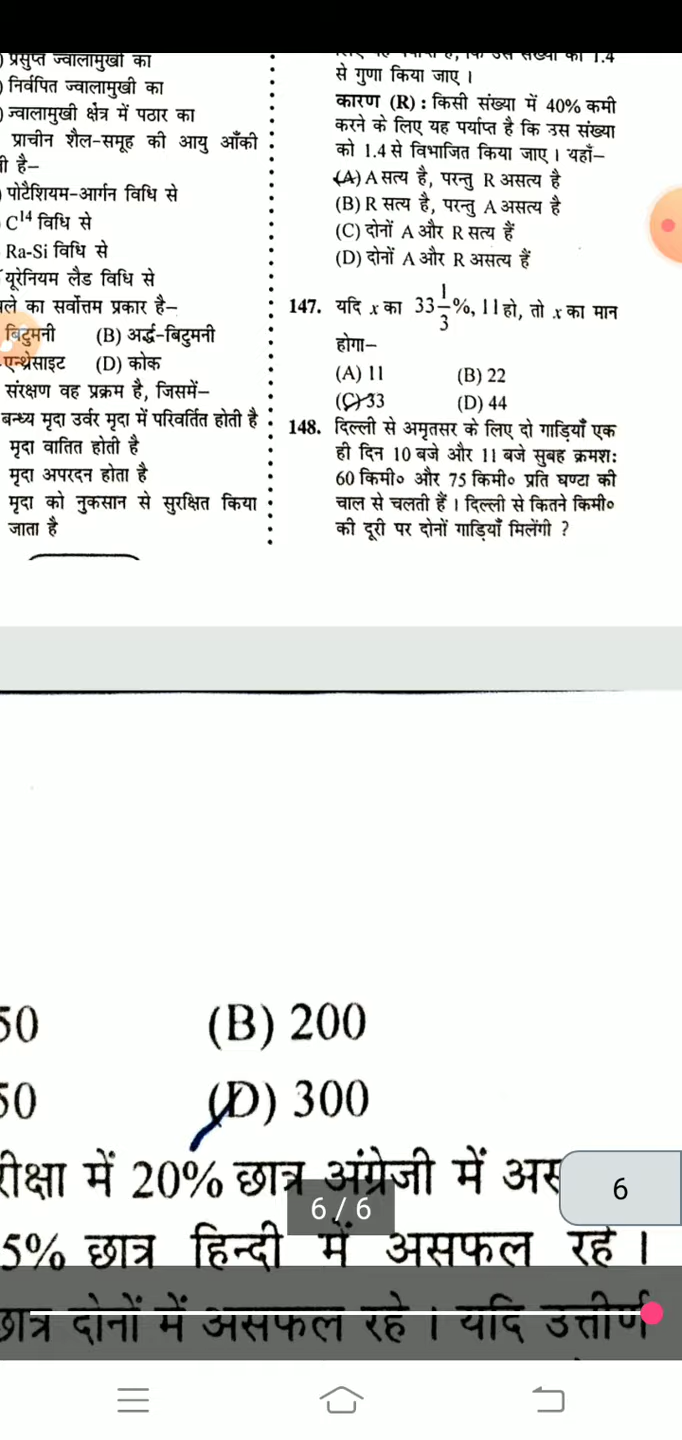 ) प्रसुप्त ज्वालामुखी का
) निर्वपित ज्वालामुखी का
) ज्वालामुखी क्षेत्र में पठार का
प्राचीन शैल-समूह की आयु आँकी
है–
पोटैशियम-आर्गन विधि से
C14 विधि से
Ra-Si विधि से
यूरेनियम लैड विधि से
का सर्वोत्तम प्रकार है–
बिटुमनी (B) अर्द्ध-बिटुमनी
एन्थ्रेसाइट (D) कोक
संरक्षण वह प्रक्रम है, जिसमें–
बन्ध्य मृदा उर्वर मृदा में परिवर्तित होती है
मृदा वातित होती है
मृदा अपरदन होता है
मृदा को नुकसान से सुरक्षित किया
जाता है
1.4
से गुणा किया जाए ।
कारण (R) : किसी संख्या में 40% कमी
करने के लिए यह पर्याप्त है कि उस संख्या
को 1.4 से विभाजित किया जाए । यहाँ–
(A) A सत्य है, परन्तु R असत्य है
(B) R सत्य है, परन्तु A असत्य है
(C) दोनों A और R सत्य हैं
(D) दोनों A और R असत्य हैं
147. यदि x का 33 1/3%, 11 हो, तो x का मान
होगा–
(A) 11 (B) 22
(C) 33 (D) 44
148. दिल्ली से अमृतसर के लिए दो गाड़ियाँ एक
ही दिन 10 बजे और 11 बजे सुबह क्रमशः
60 किमी० और 75 किमी० प्रति घण्टा की
चाल से चलती हैं । दिल्ली से कितने किमी०
की दूरी पर दोनों गाड़ियाँ मिलेंगी ?
50 (B) 200
50 (D) 300
में 20% छात्र अंग्रेजी में
6
6 / 6
5% छात्र हिन्दी में असफल रहे ।
छात्र दोनों में असफल रहे । यदि उत्तीर्ण